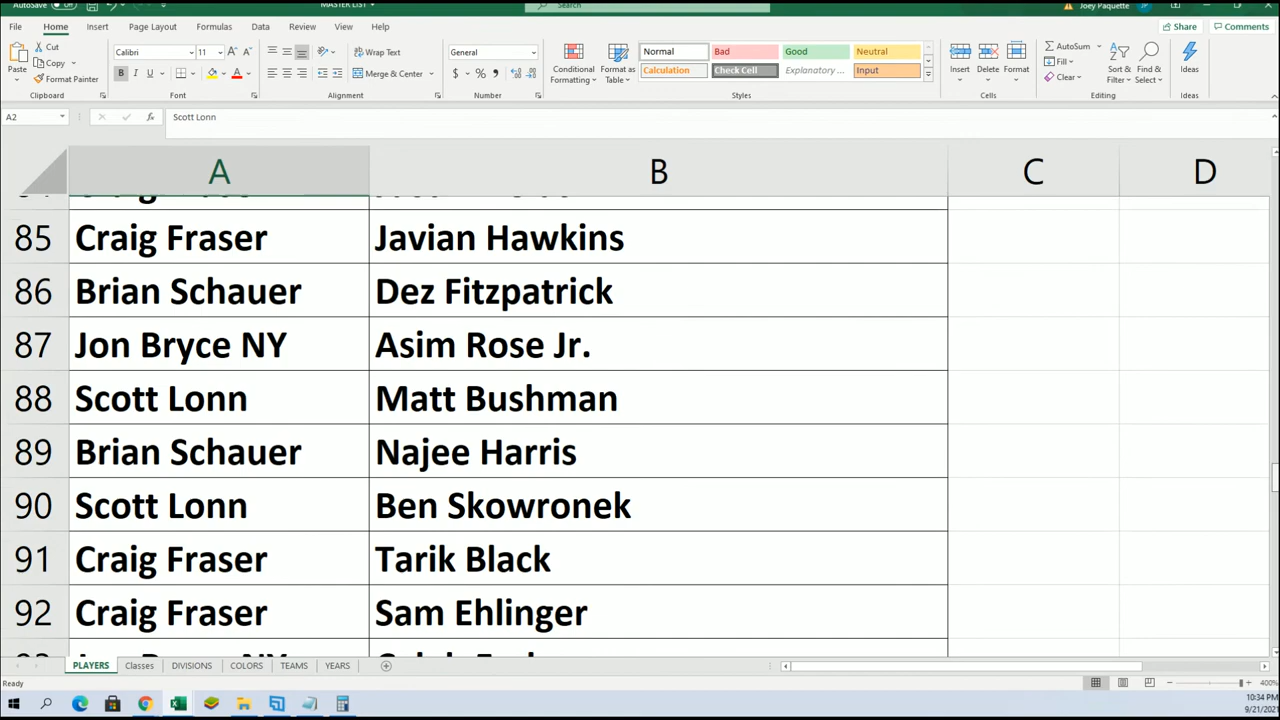 AutoSave Off MASTER LIST Search Joey Paquette JP
File Home Insert Page Layout Formulas Data Review View Help Share Comments
Paste Cut Copy Format Painter Clipboard
Calibri 11 A A B I U A Font
Wrap Text Merge & Center Alignment
General $ % Number
Conditional Formatting Format as Table
Normal Bad Good Neutral
Calculation Check Cell Explanatory ... Input
Styles
Insert Delete Format Cells
AutoSum Fill Clear Sort & Filter Find & Select Editing
Ideas Ideas
A2 fx Scott Lonn
A B C D
85 Craig Fraser Javian Hawkins
86 Brian Schauer Dez Fitzpatrick
87 Jon Bryce NY Asim Rose Jr.
88 Scott Lonn Matt Bushman
89 Brian Schauer Najee Harris
90 Scott Lonn Ben Skowronek
91 Craig Fraser Tarik Black
92 Craig Fraser Sam Ehlinger
PLAYERS Classes DIVISIONS COLORS TEAMS YEARS
Ready 400%
10:34 PM
9/21/2021